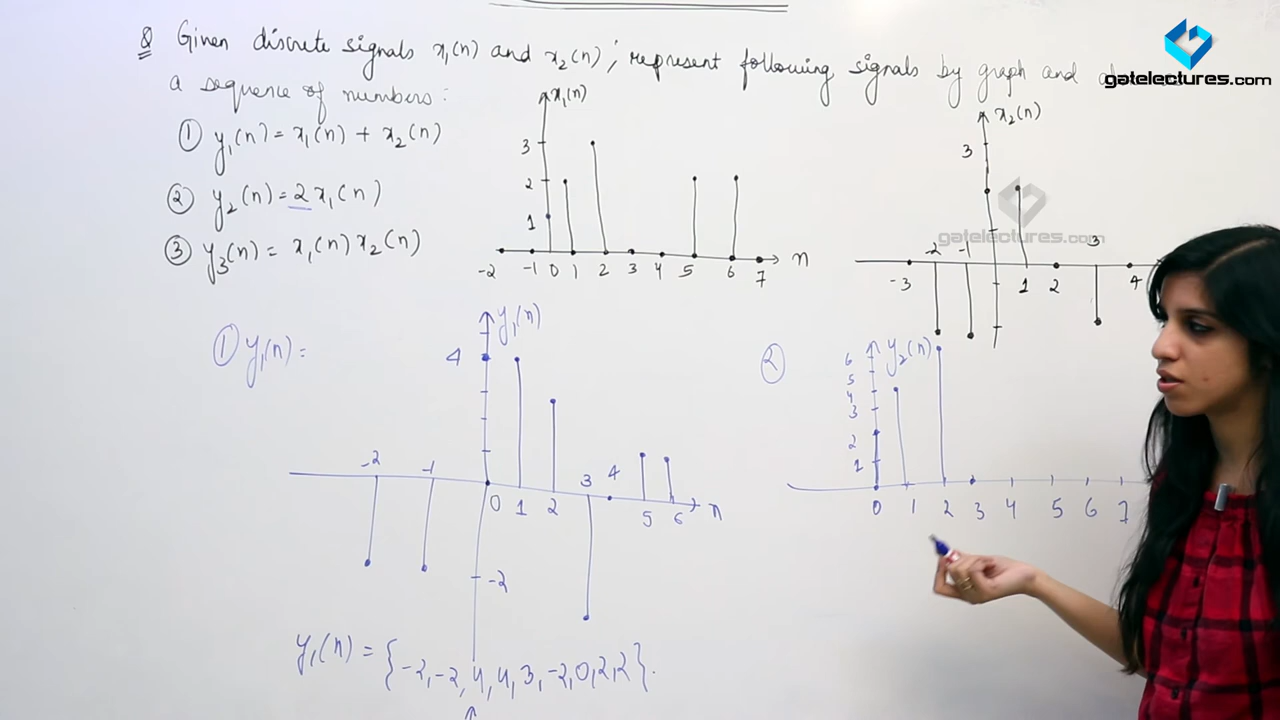 Q Given discrete signals x₁(n) and x₂(n); represent following signals by graph and
gatelectures.com
a sequence of numbers:
① y₁(n) = x₁(n) + x₂(n)
② y₂(n) = 2 x₁(n)
③ y₃(n) = x₁(n) x₂(n)
x₁(n)
3
2
1
-2 -1 0 1 2 3 4 5 6 7 n
x₂(n)
3
gatelectures.com
-2 -1 3
-3 1 2 4
① y₁(n) =
y₁(n)
4
-2 -1 3 4
0 1 2 5 6 n
-2
y₁(n) = {-2, -2, 4, 4, 3, -2, 0, 2, 2}.
↑
②
y₂(n)
6
5
4
3
2
1
0 1 2 3 4 5 6 7